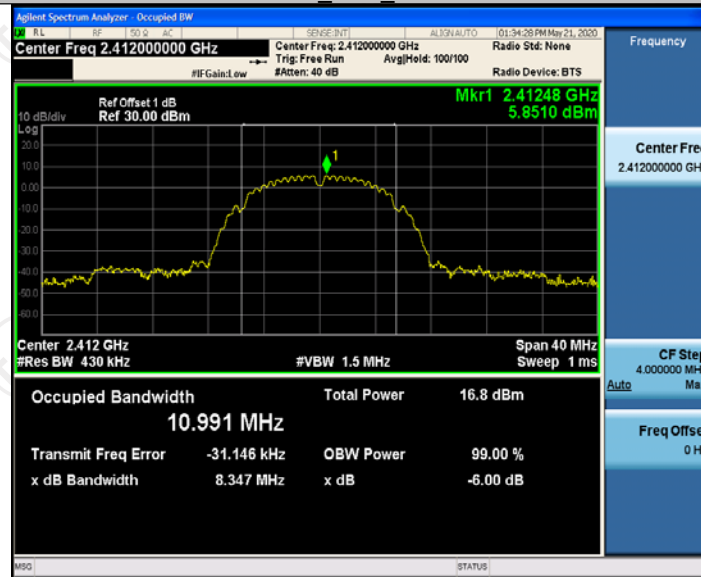 Agilent Spectrum Analyzer - Occupied BW
RL RF 50 Ω AC SENSE:INT ALIGN AUTO 01:34:28 PM May 21, 2020
Center Freq 2.412000000 GHz Center Freq: 2.412000000 GHz Radio Std: None
Trig: Free Run Avg|Hold: 100/100
#IFGain:Low #Atten: 40 dB Radio Device: BTS
Frequency
Ref Offset 1 dB Mkr1 2.41248 GHz
10 dB/div Ref 30.00 dBm 5.8510 dBm
Log
20.0
10.0
0.00
-10.0
-20.0
-30.0
-40.0
-50.0
-60.0
1
Center 2.412 GHz Span 40 MHz
#Res BW 430 kHz #VBW 1.5 MHz Sweep 1 ms
Occupied Bandwidth Total Power 16.8 dBm
10.991 MHz
Transmit Freq Error -31.146 kHz OBW Power 99.00 %
x dB Bandwidth 8.347 MHz x dB -6.00 dB
Center Fre
2.412000000 GH
CF Ste
4.000000 MH
Auto Ma
Freq Offse
0 H
MSG STATUS